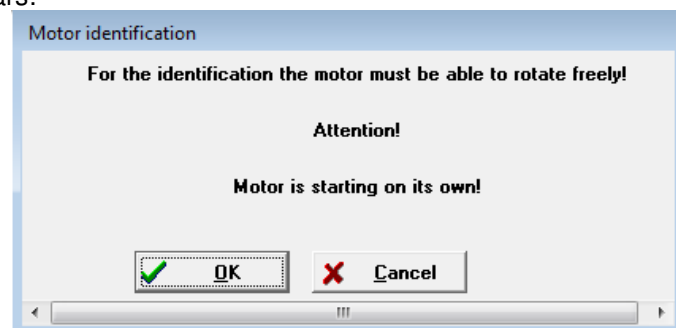 Motor identification
For the identification the motor must be able to rotate freely!
Attention!
Motor is starting on its own!
OK
Cancel